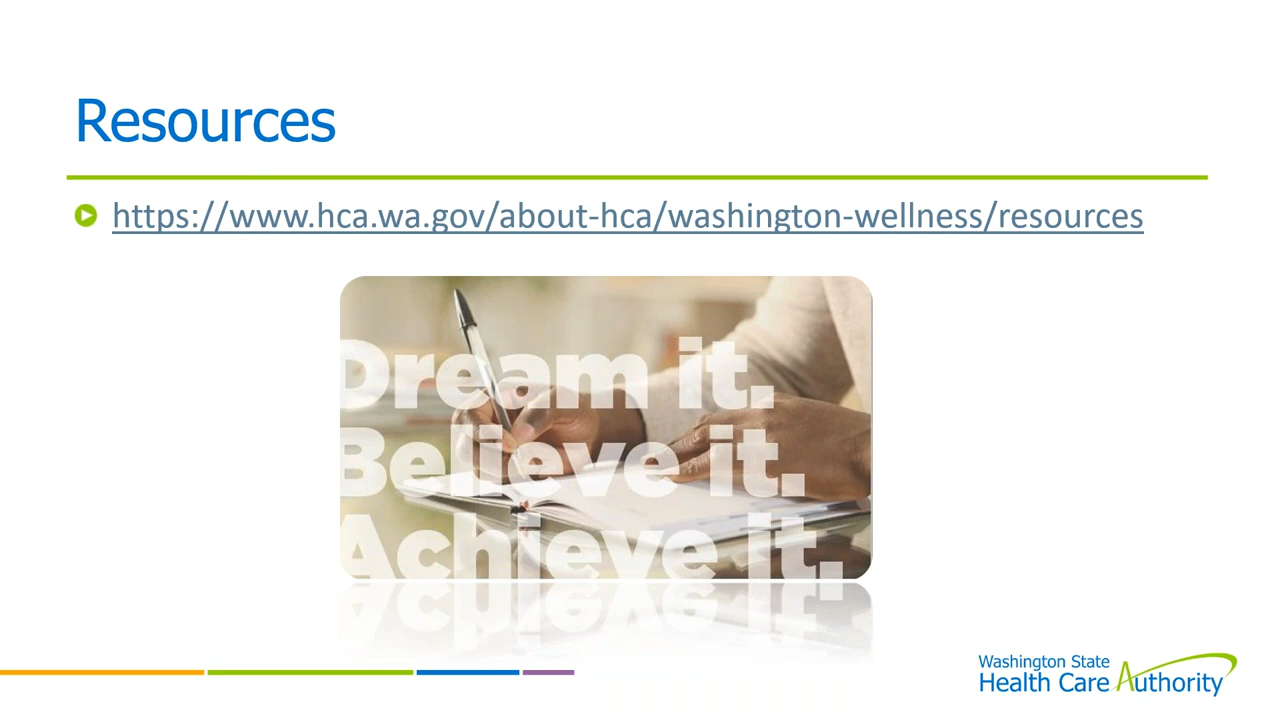 Resources
https://www.hca.wa.gov/about-hca/washington-wellness/resources
Dream it.
Believe it.
Achieve it.
Washington State
Health Care Authority